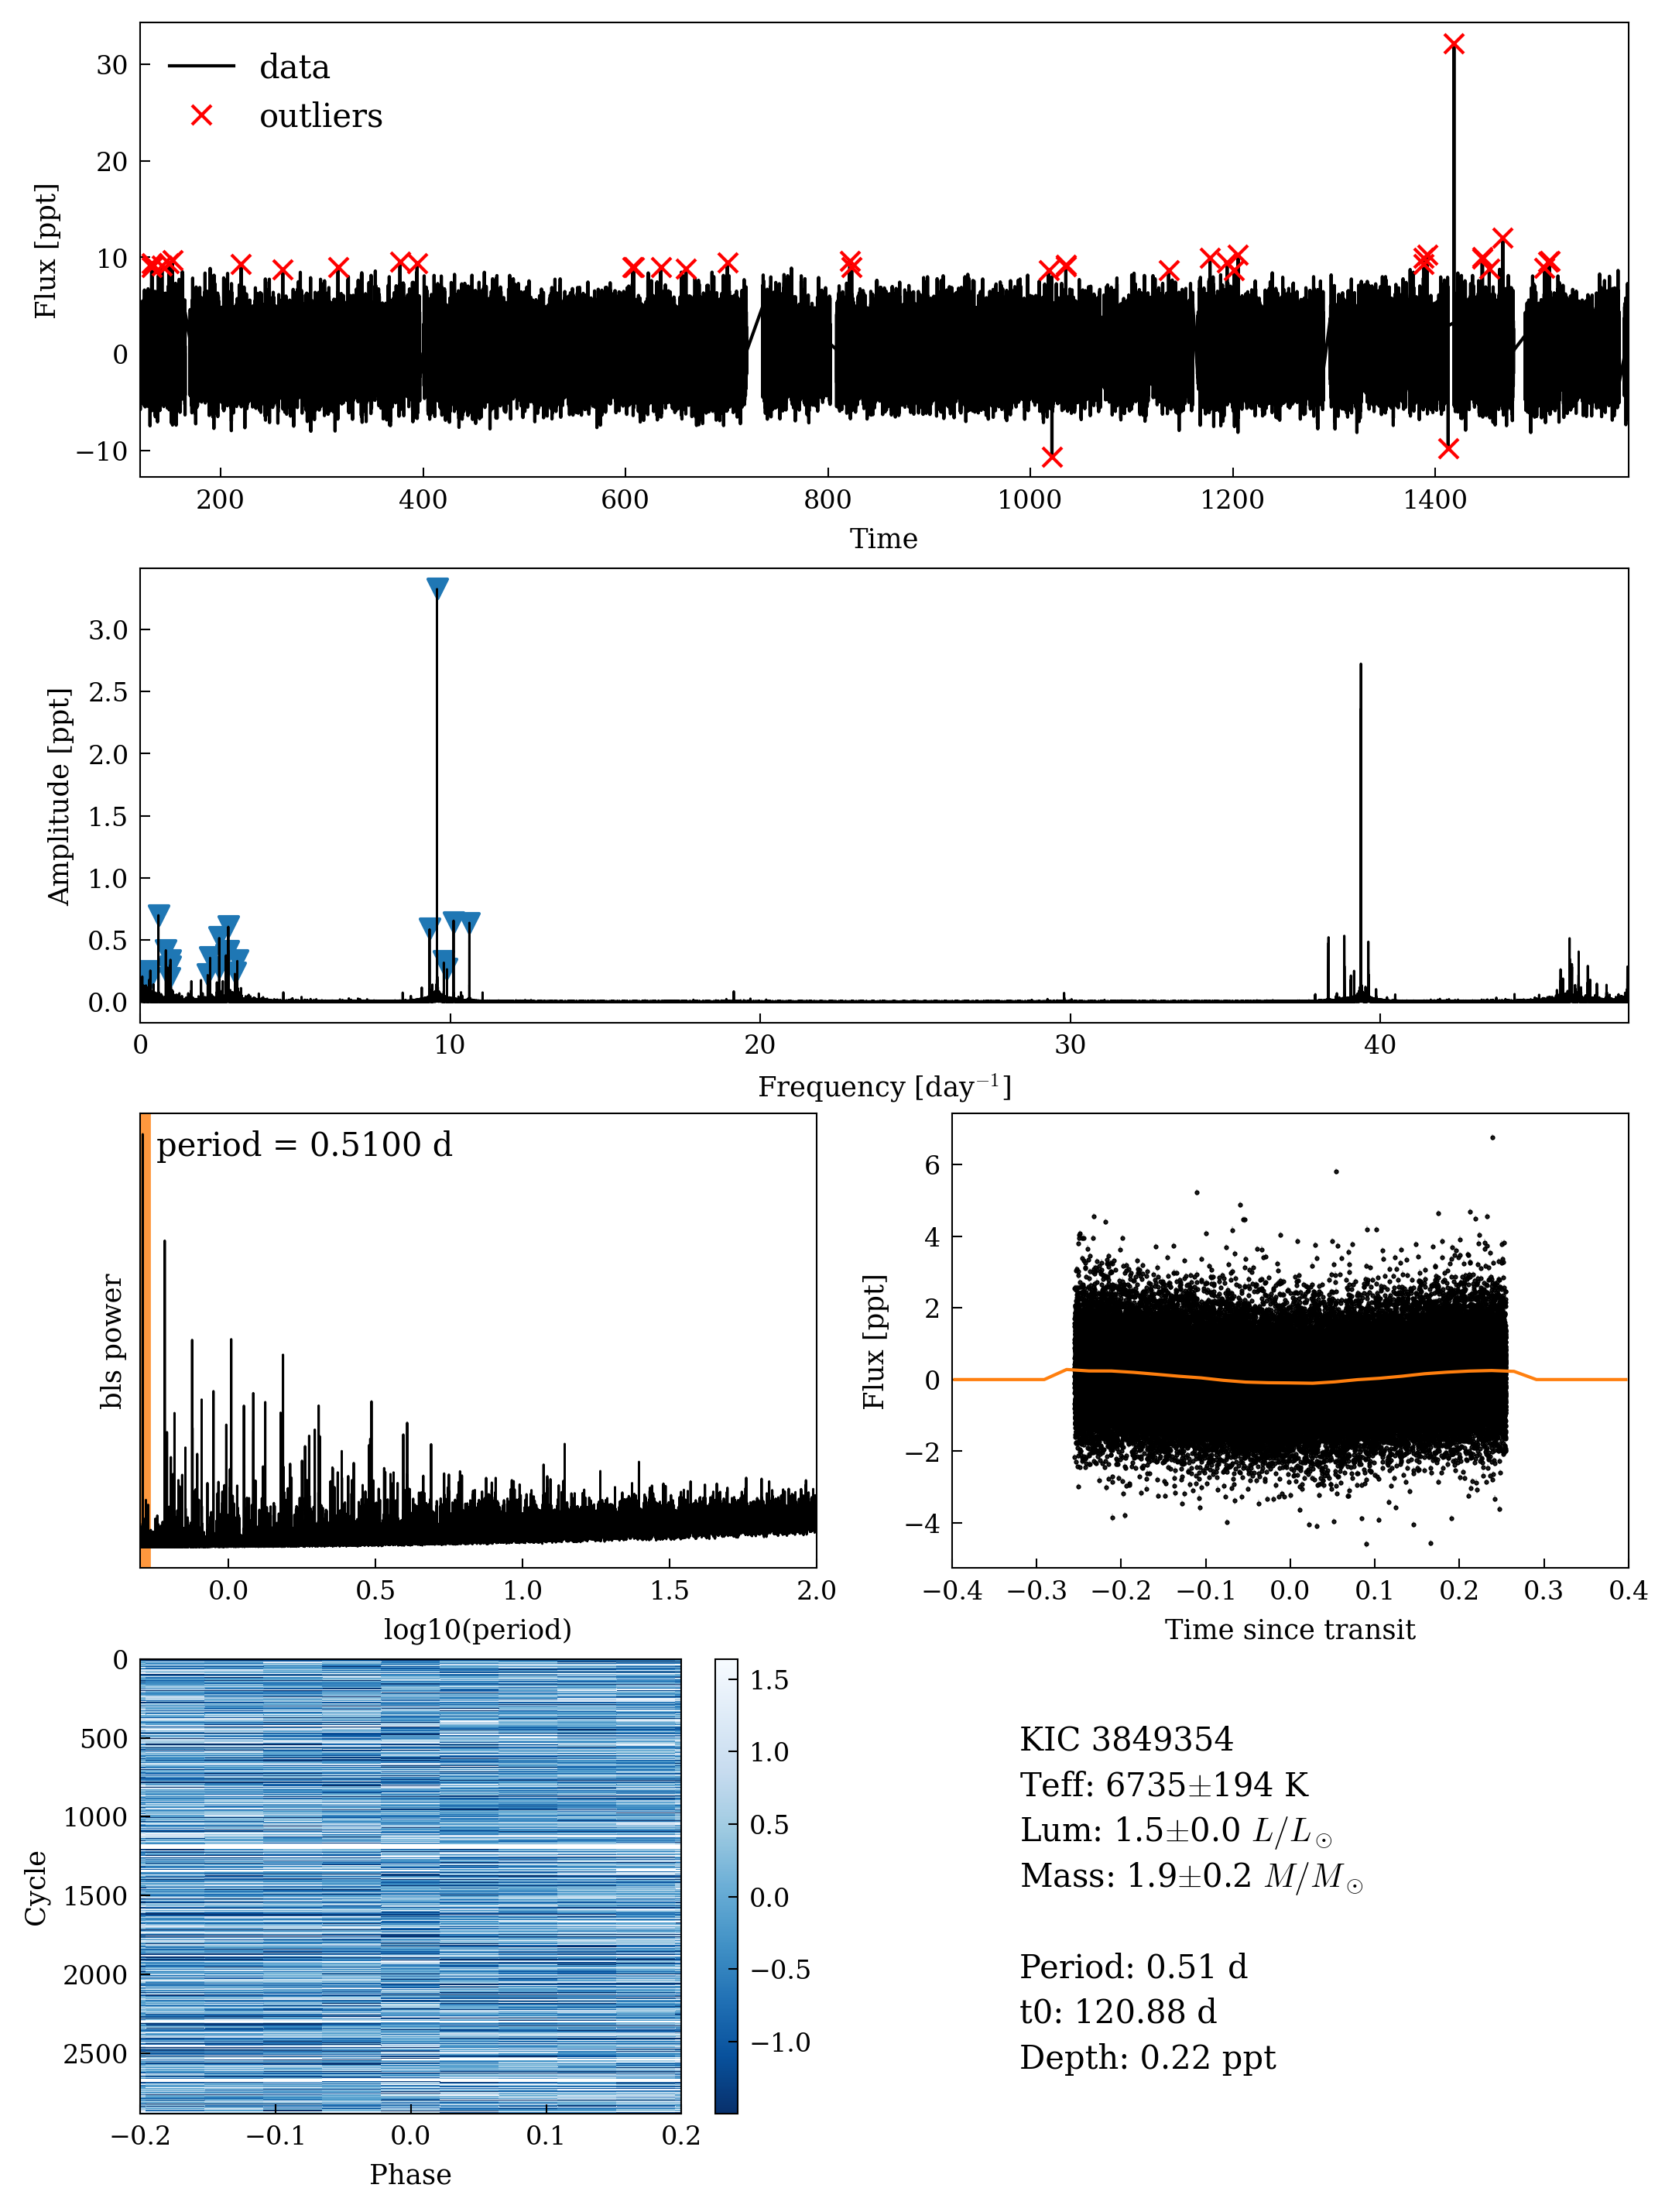 30
20
10
0
−10
Flux [ppt]
data
outliers
200 400 600 800 1000 1200 1400
Time
3.0
2.5
2.0
1.5
1.0
0.5
0.0
Amplitude [ppt]
0 10 20 30 40
Frequency [day⁻¹]
period = 0.5100 d
bls power
0.0 0.5 1.0 1.5 2.0
log10(period)
6
4
2
0
−2
−4
Flux [ppt]
−0.4 −0.3 −0.2 −0.1 0.0 0.1 0.2 0.3 0.4
Time since transit
0
500
1000
1500
2000
2500
Cycle
−0.2 −0.1 0.0 0.1 0.2
Phase
1.5
1.0
0.5
0.0
−0.5
−1.0
KIC 3849354
Teff: 6735±194 K
Lum: 1.5±0.0 L/L⊙
Mass: 1.9±0.2 M/M⊙
Period: 0.51 d
t0: 120.88 d
Depth: 0.22 ppt